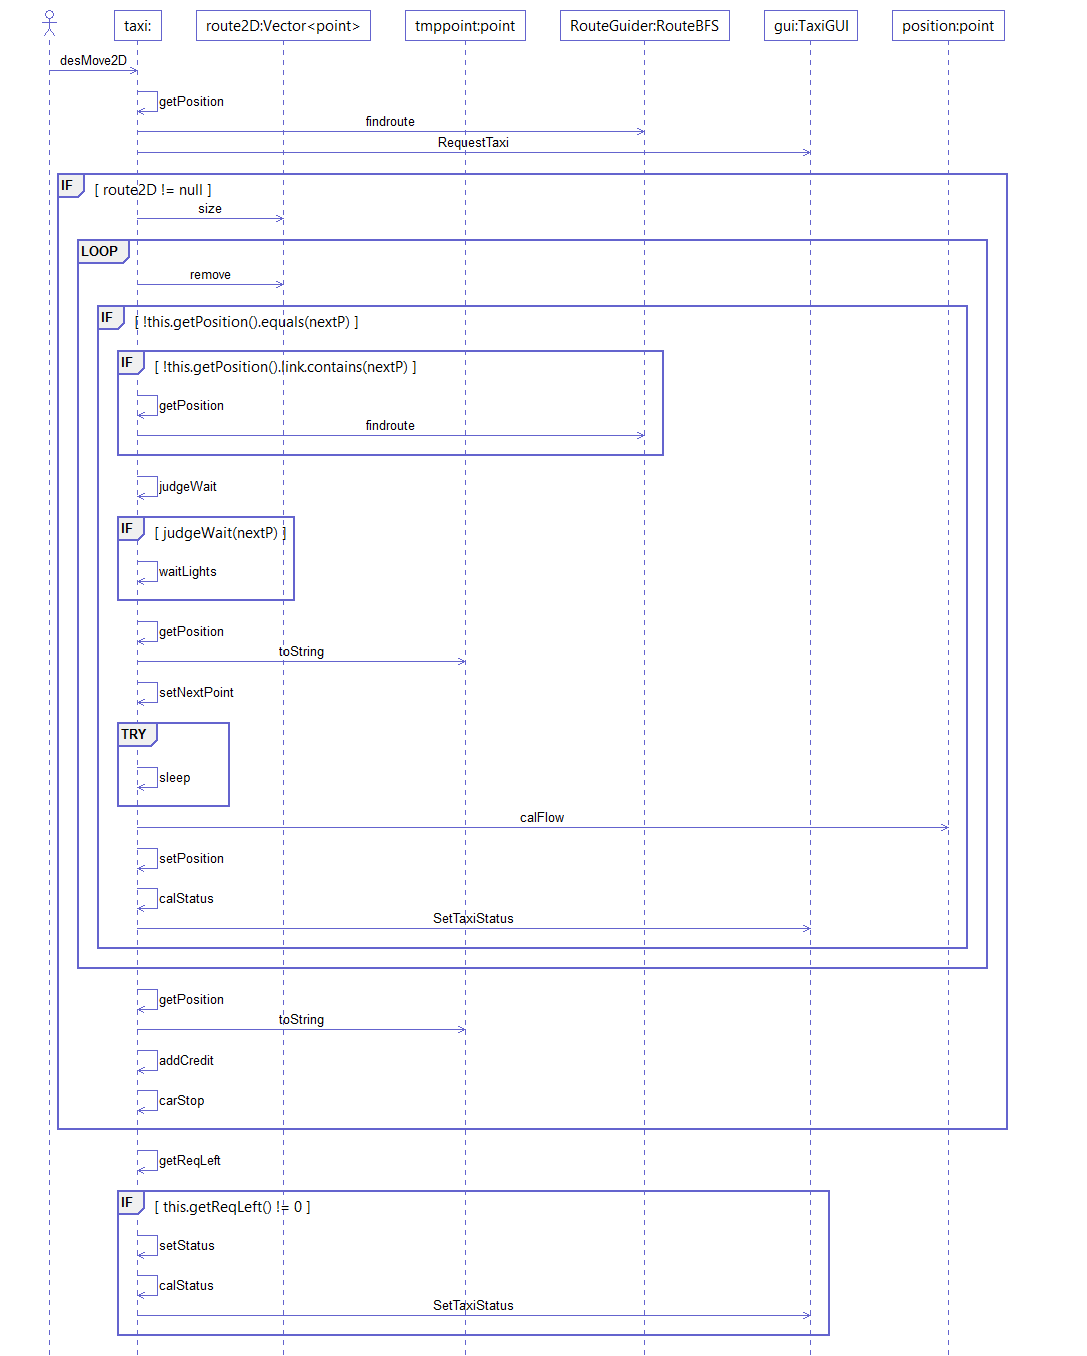 taxi: route2D:Vector<point> tmppoint:point RouteGuider:RouteBFS gui:TaxiGUI position:point
desMove2D
getPosition
findroute
RequestTaxi
IF [ route2D != null ]
size
LOOP
remove
IF [ !this.getPosition().equals(nextP) ]
IF [ !this.getPosition().link.contains(nextP) ]
getPosition
findroute
judgeWait
IF [ judgeWait(nextP) ]
waitLights
getPosition
toString
setNextPoint
TRY
sleep
calFlow
setPosition
calStatus
SetTaxiStatus
getPosition
toString
addCredit
carStop
getReqLeft
IF [ this.getReqLeft() != 0 ]
setStatus
calStatus
SetTaxiStatus